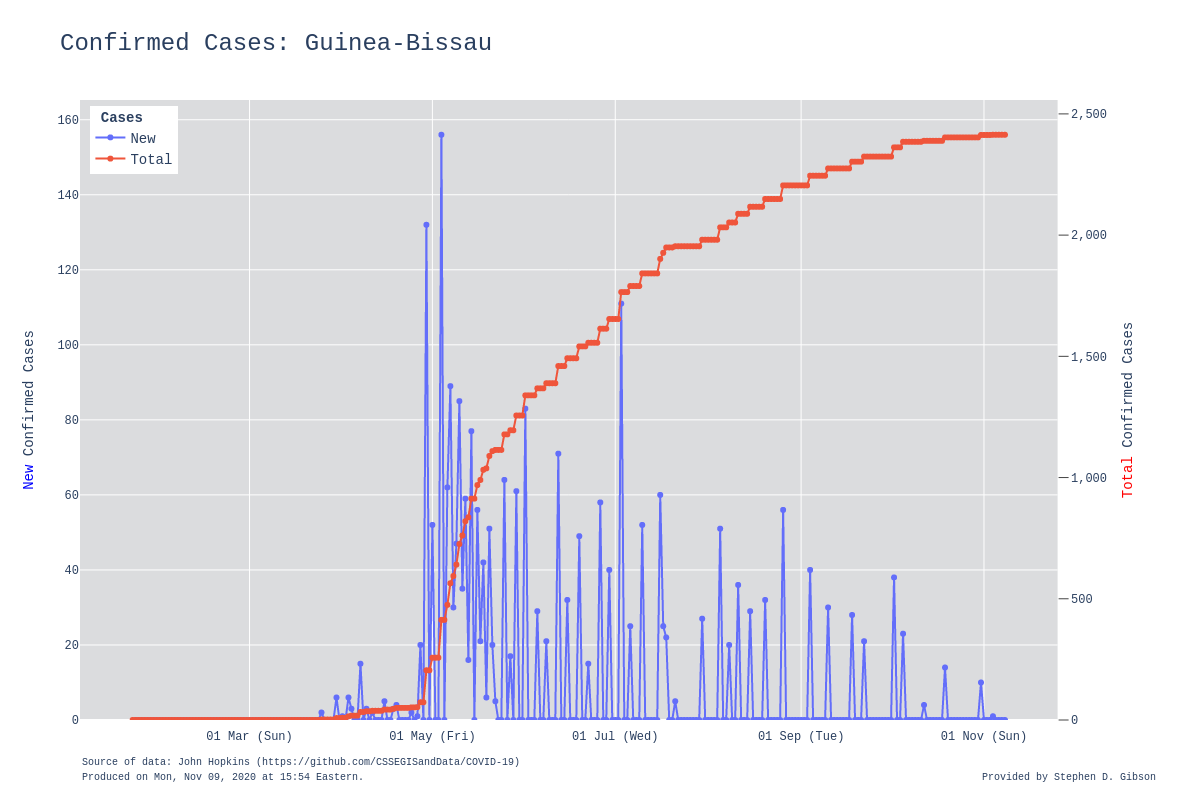 Confirmed Cases: Guinea-Bissau
Cases
New
Total
160
140
120
100
80
60
40
20
0
2,500
2,000
1,500
1,000
500
0
New Confirmed Cases
Total Confirmed Cases
01 Mar (Sun)
01 May (Fri)
01 Jul (Wed)
01 Sep (Tue)
01 Nov (Sun)
Source of data: John Hopkins (https://github.com/CSSEGISandData/COVID-19)
Produced on Mon, Nov 09, 2020 at 15:54 Eastern.
Provided by Stephen D. Gibson